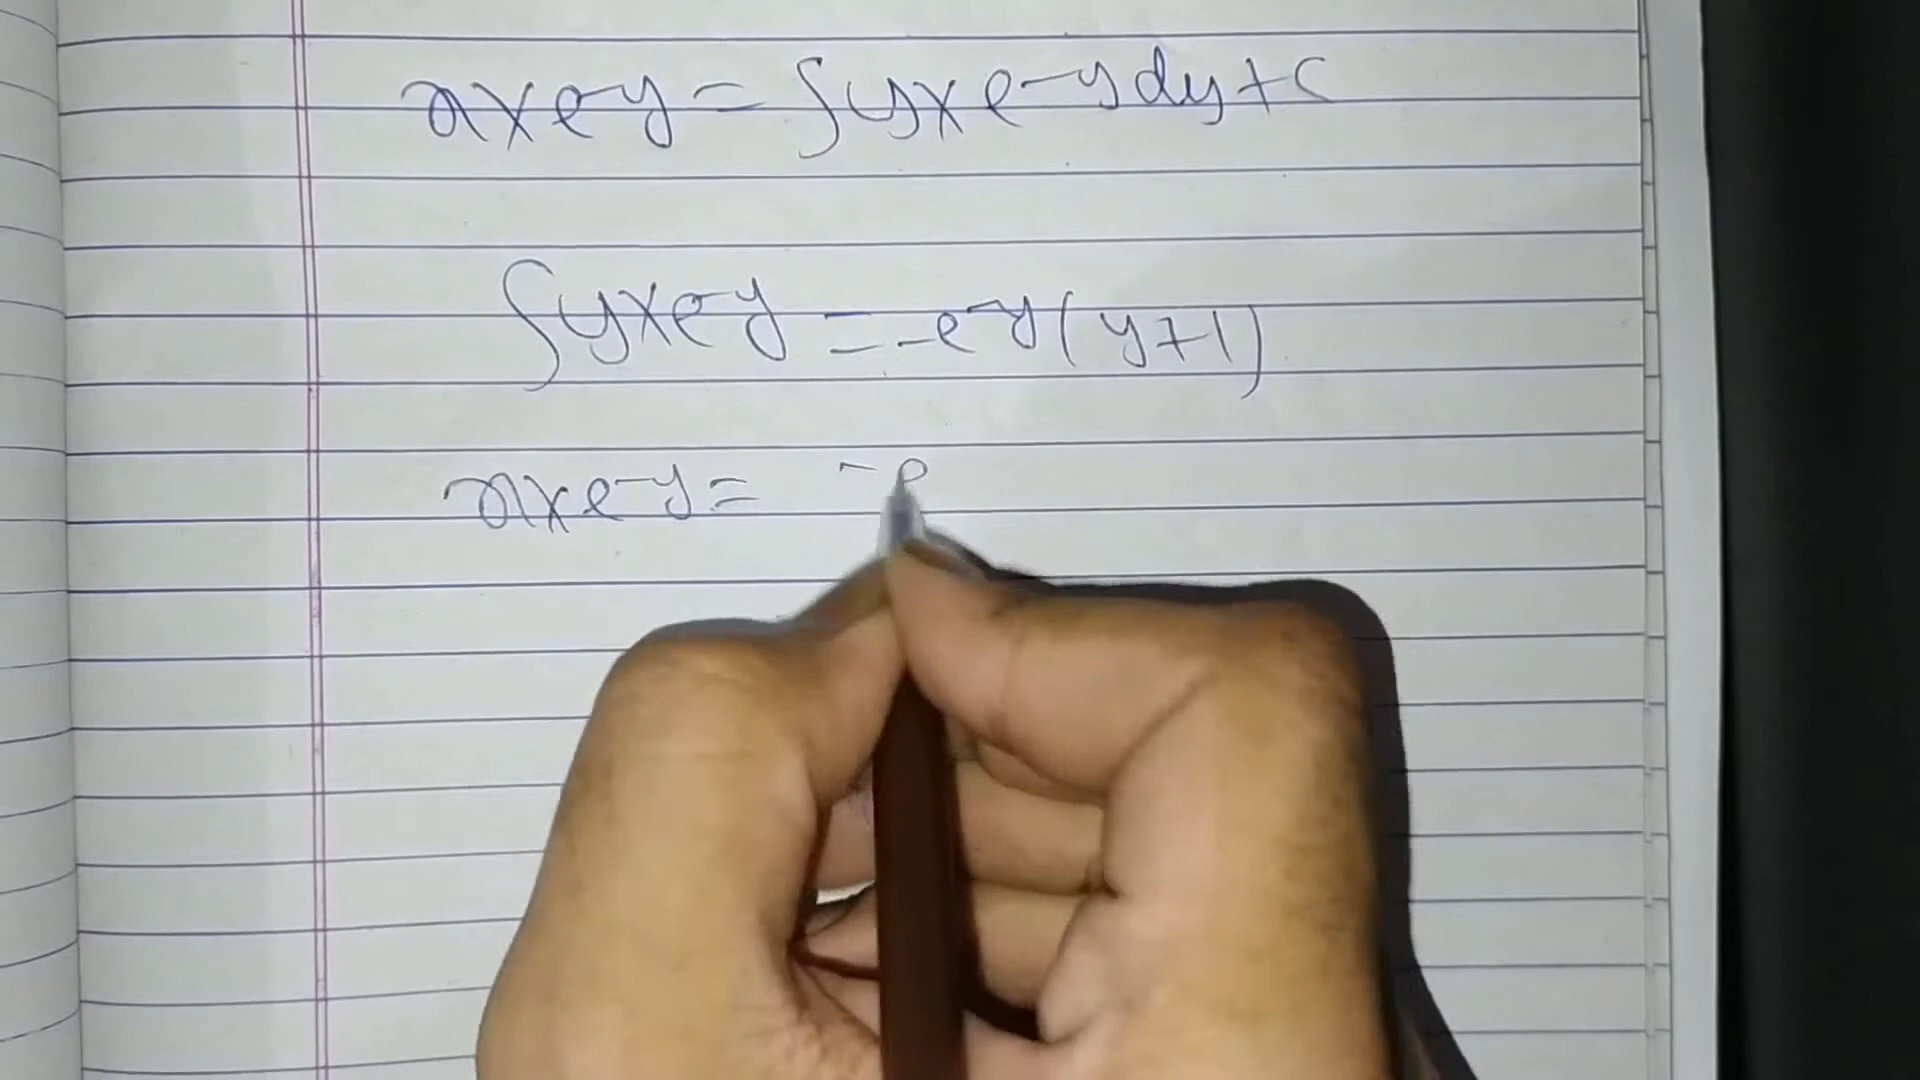 x×e-y = ∫y×e-y dy + c
∫y×e-y = -e-y(y+1)
x×e-y = -e